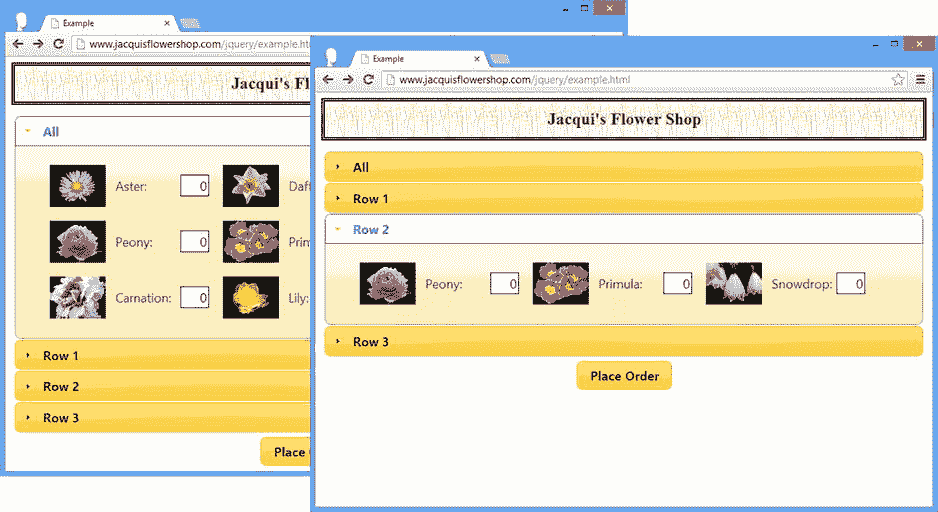 Example
www.jacquisflowershop.com/jquery/example.ht
Jacqui's Fl
All
Aster: 0 Daff
Peony: 0 Prim
Carnation: 0 Lily:
Row 1
Row 2
Row 3
Place
Example
www.jacquisflowershop.com/jquery/example.html
Jacqui's Flower Shop
All
Row 1
Row 2
Peony: 0 Primula: 0 Snowdrop: 0
Row 3
Place Order